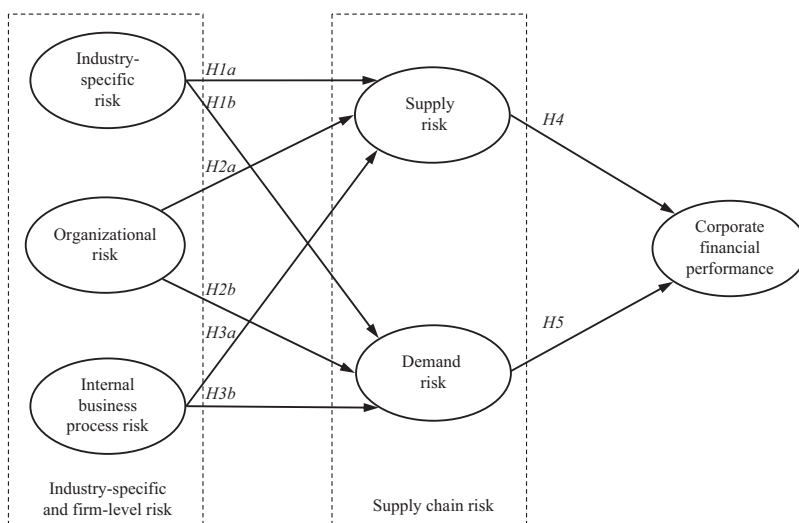 Industry-
specific
risk
H1a
H1b
Supply
risk
H4
H2a
Organizational
risk
Corporate
financial
performance
H2b
H3a
H5
Internal
business
process risk
H3b
Demand
risk
Industry-specific
and firm-level risk
Supply chain risk